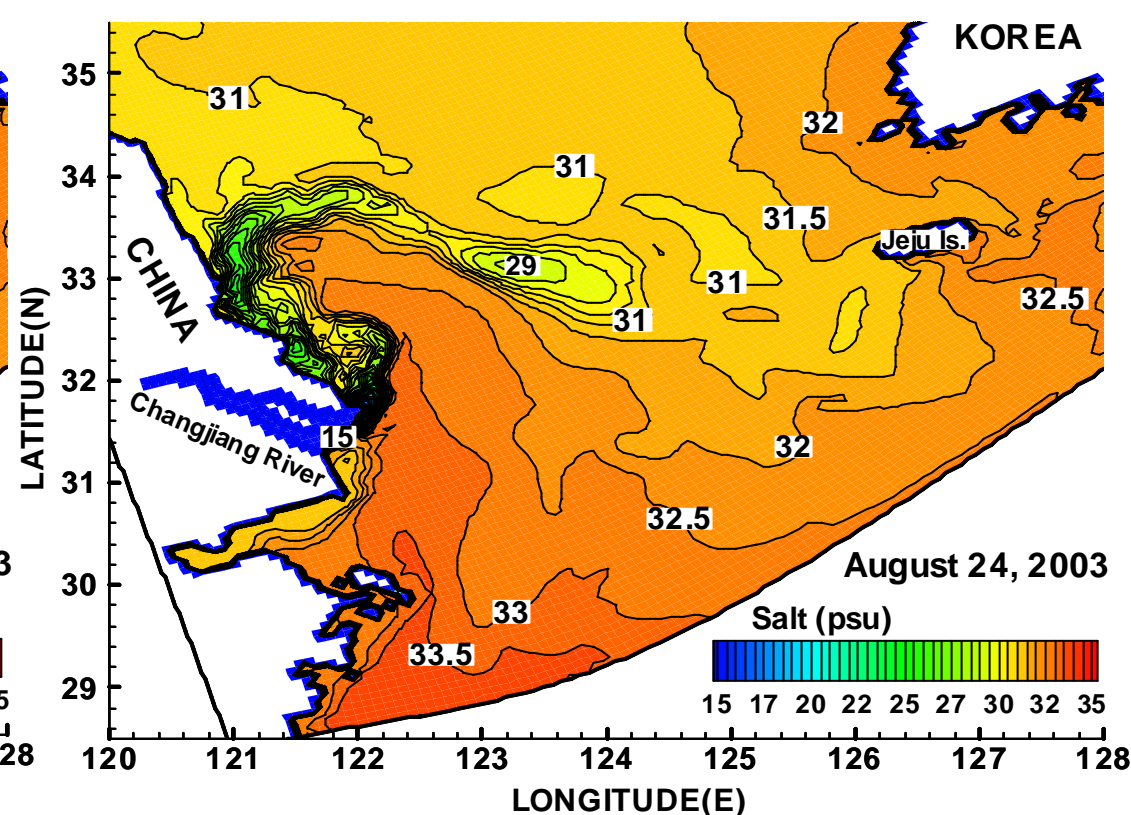 KOREA
35
31
32
34
31
31.5
Jeju Is.
CHINA
33
29
31
32.5
31
32
Changjiang River
15
32
31
32.5
3
30
August 24, 2003
33
Salt (psu)
33.5
29
5
15 17 20 22 25 27 30 32 35
28
120 121 122 123 124 125 126 127 128
LATITUDE(N)
LONGITUDE(E)